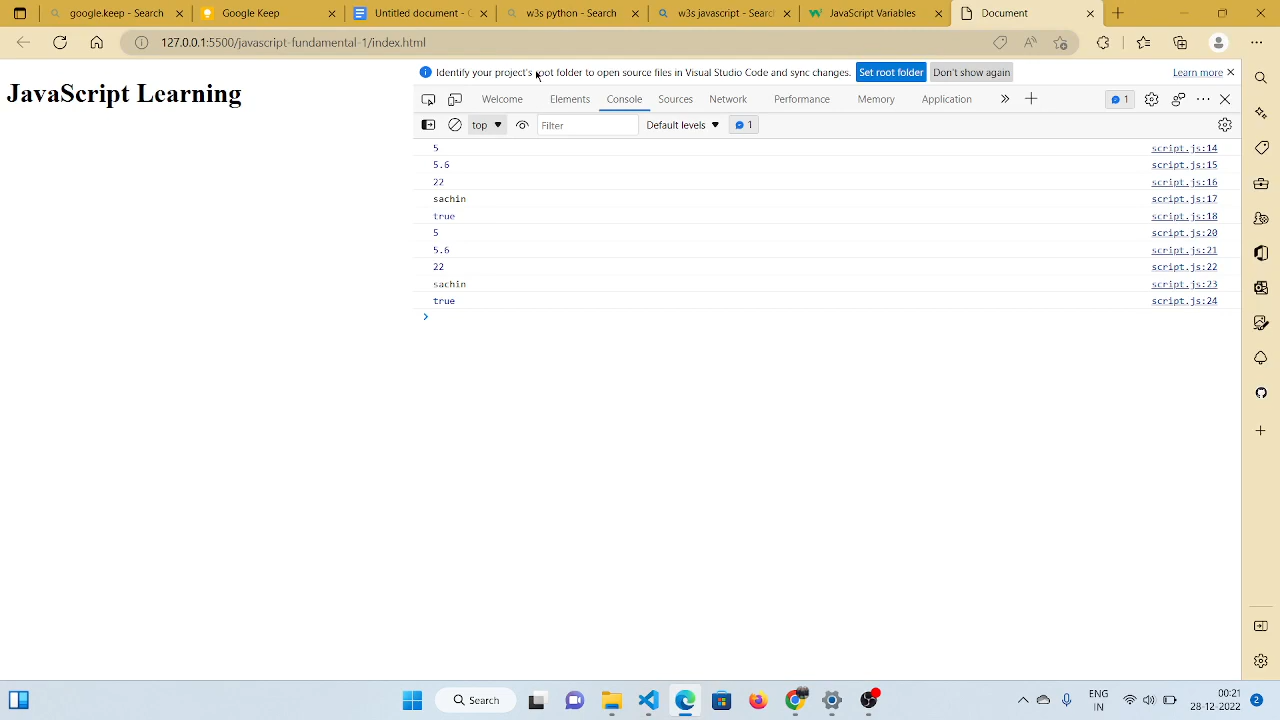 google.keep - Search
Google Keep
Untitled document - G
w3s python - Search
w3s javascript - Search
JavaScript Variables
Document
127.0.0.1:5500/javascript-fundamental-1/index.html
JavaScript Learning
Identify your project's root folder to open source files in Visual Studio Code and sync changes.
Set root folder
Don't show again
Learn more
Welcome
Elements
Console
Sources
Network
Performance
Memory
Application
1
top
Filter
Default levels
1
5 script.js:14
5.6 script.js:15
22 script.js:16
sachin script.js:17
true script.js:18
5 script.js:20
5.6 script.js:21
22 script.js:22
sachin script.js:23
true script.js:24
Search
ENG
IN
00:21
28-12-2022
2